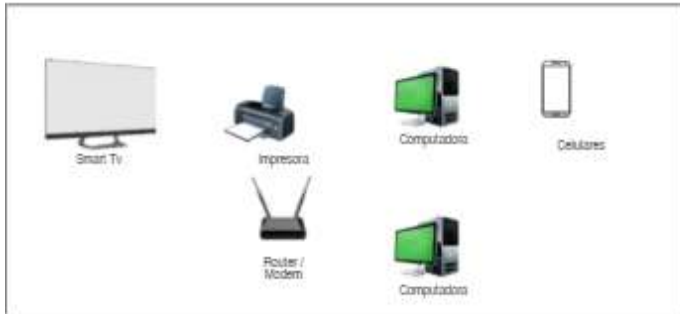 Smart Tv
Impresora
Computadora
Celulares
Router /
Modem
Computadora